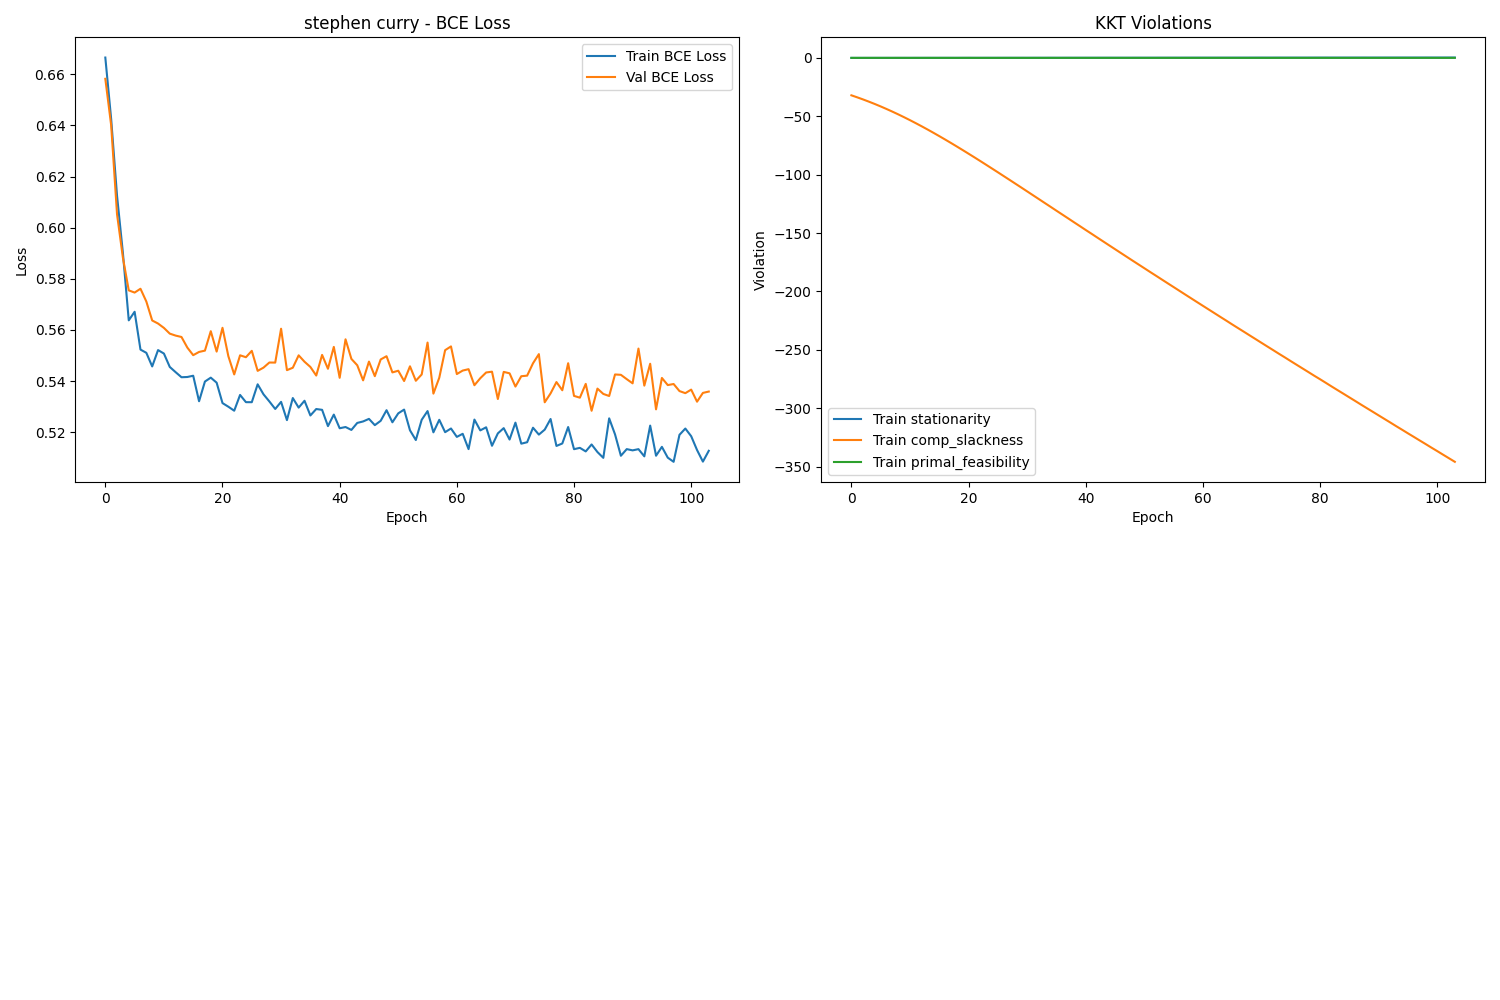 stephen curry - BCE Loss
Train BCE Loss
Val BCE Loss
0.66
0.64
0.62
0.60
0.58
0.56
0.54
0.52
Loss
0 20 40 60 80 100
Epoch
KKT Violations
0
−50
−100
−150
−200
−250
−300
−350
Violation
Train stationarity
Train comp_slackness
Train primal_feasibility
0 20 40 60 80 100
Epoch